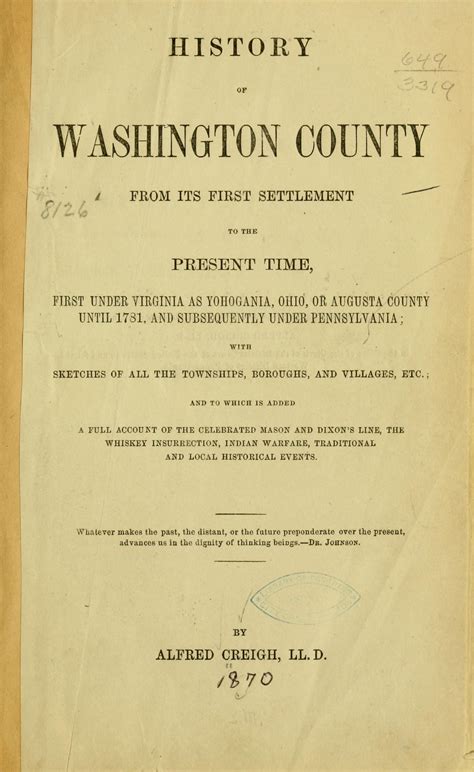 HISTORY
OF
WASHINGTON COUNTY
FROM ITS FIRST SETTLEMENT
TO THE
PRESENT TIME,
FIRST UNDER VIRGINIA AS YOHOGANIA, OHIO, OR AUGUSTA COUNTY
UNTIL 1781, AND SUBSEQUENTLY UNDER PENNSYLVANIA;
WITH
SKETCHES OF ALL THE TOWNSHIPS, BOROUGHS, AND VILLAGES, ETC.;
AND TO WHICH IS ADDED
A FULL ACCOUNT OF THE CELEBRATED MASON AND DIXON'S LINE, THE
WHISKEY INSURRECTION, INDIAN WARFARE, TRADITIONAL
AND LOCAL HISTORICAL EVENTS.
Whatever makes the past, the distant, or the future preponderate over the present,
advances us in the dignity of thinking beings.—DR. JOHNSON.
BY
ALFRED CREIGH, LL. D.
1870
649
3319
8126